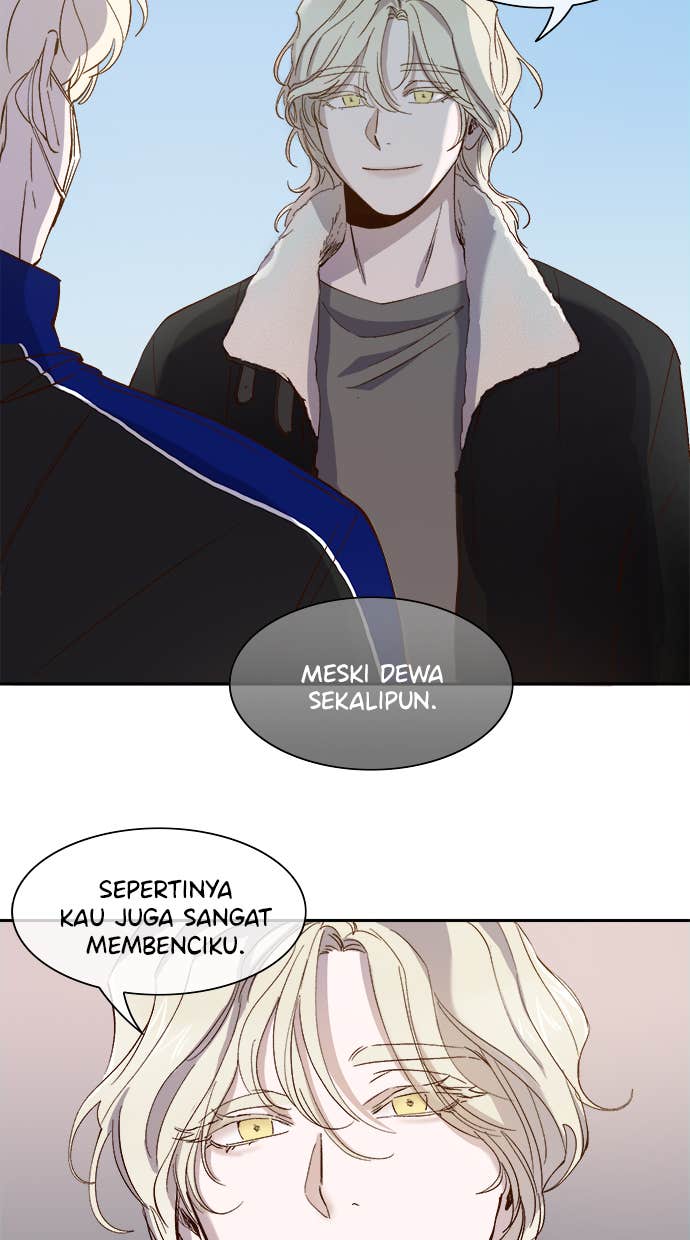 MESKI DEWA
SEKALIPUN.
SEPERTINYA
KAU JUGA SANGAT
MEMBENCIKU.